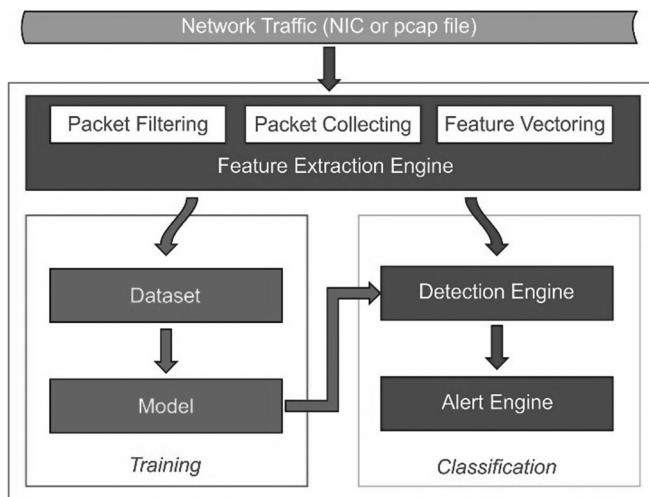 Network Traffic (NIC or pcap file)
Packet Filtering
Packet Collecting
Feature Vectoring
Feature Extraction Engine
Dataset
Model
Training
Detection Engine
Alert Engine
Classification